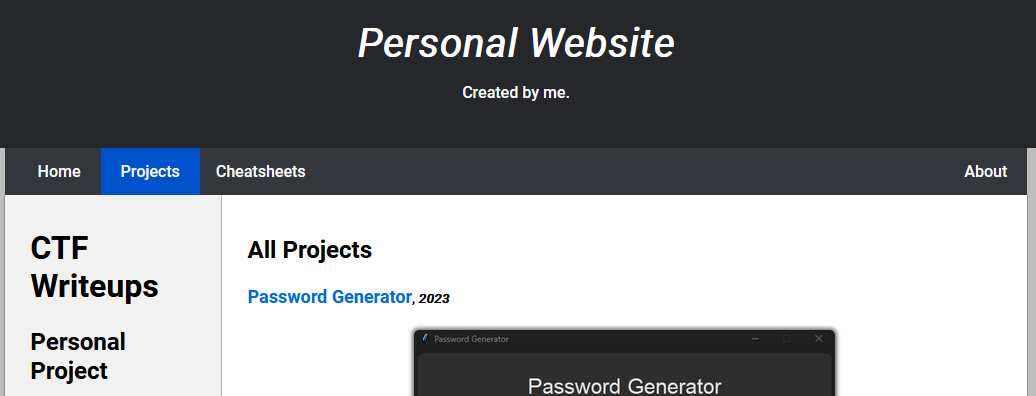 Personal Website
Created by me.
Home Projects Cheatsheets About
CTF
Writeups
Personal
Project
All Projects
Password Generator, 2023
Password Generator
Password Generator